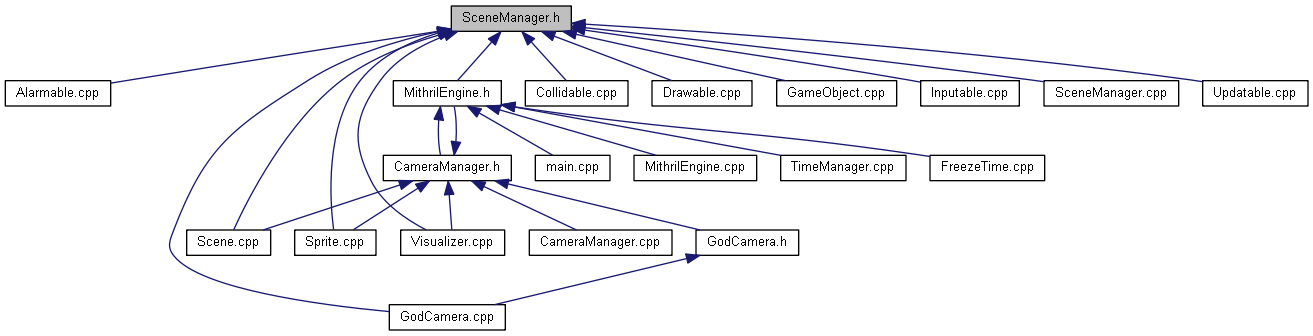 SceneManager.h
Alarmable.cpp
MithrilEngine.h
Collidable.cpp
Drawable.cpp
GameObject.cpp
Inputable.cpp
SceneManager.cpp
Updatable.cpp
CameraManager.h
main.cpp
MithrilEngine.cpp
TimeManager.cpp
FreezeTime.cpp
Scene.cpp
Sprite.cpp
Visualizer.cpp
CameraManager.cpp
GodCamera.h
GodCamera.cpp